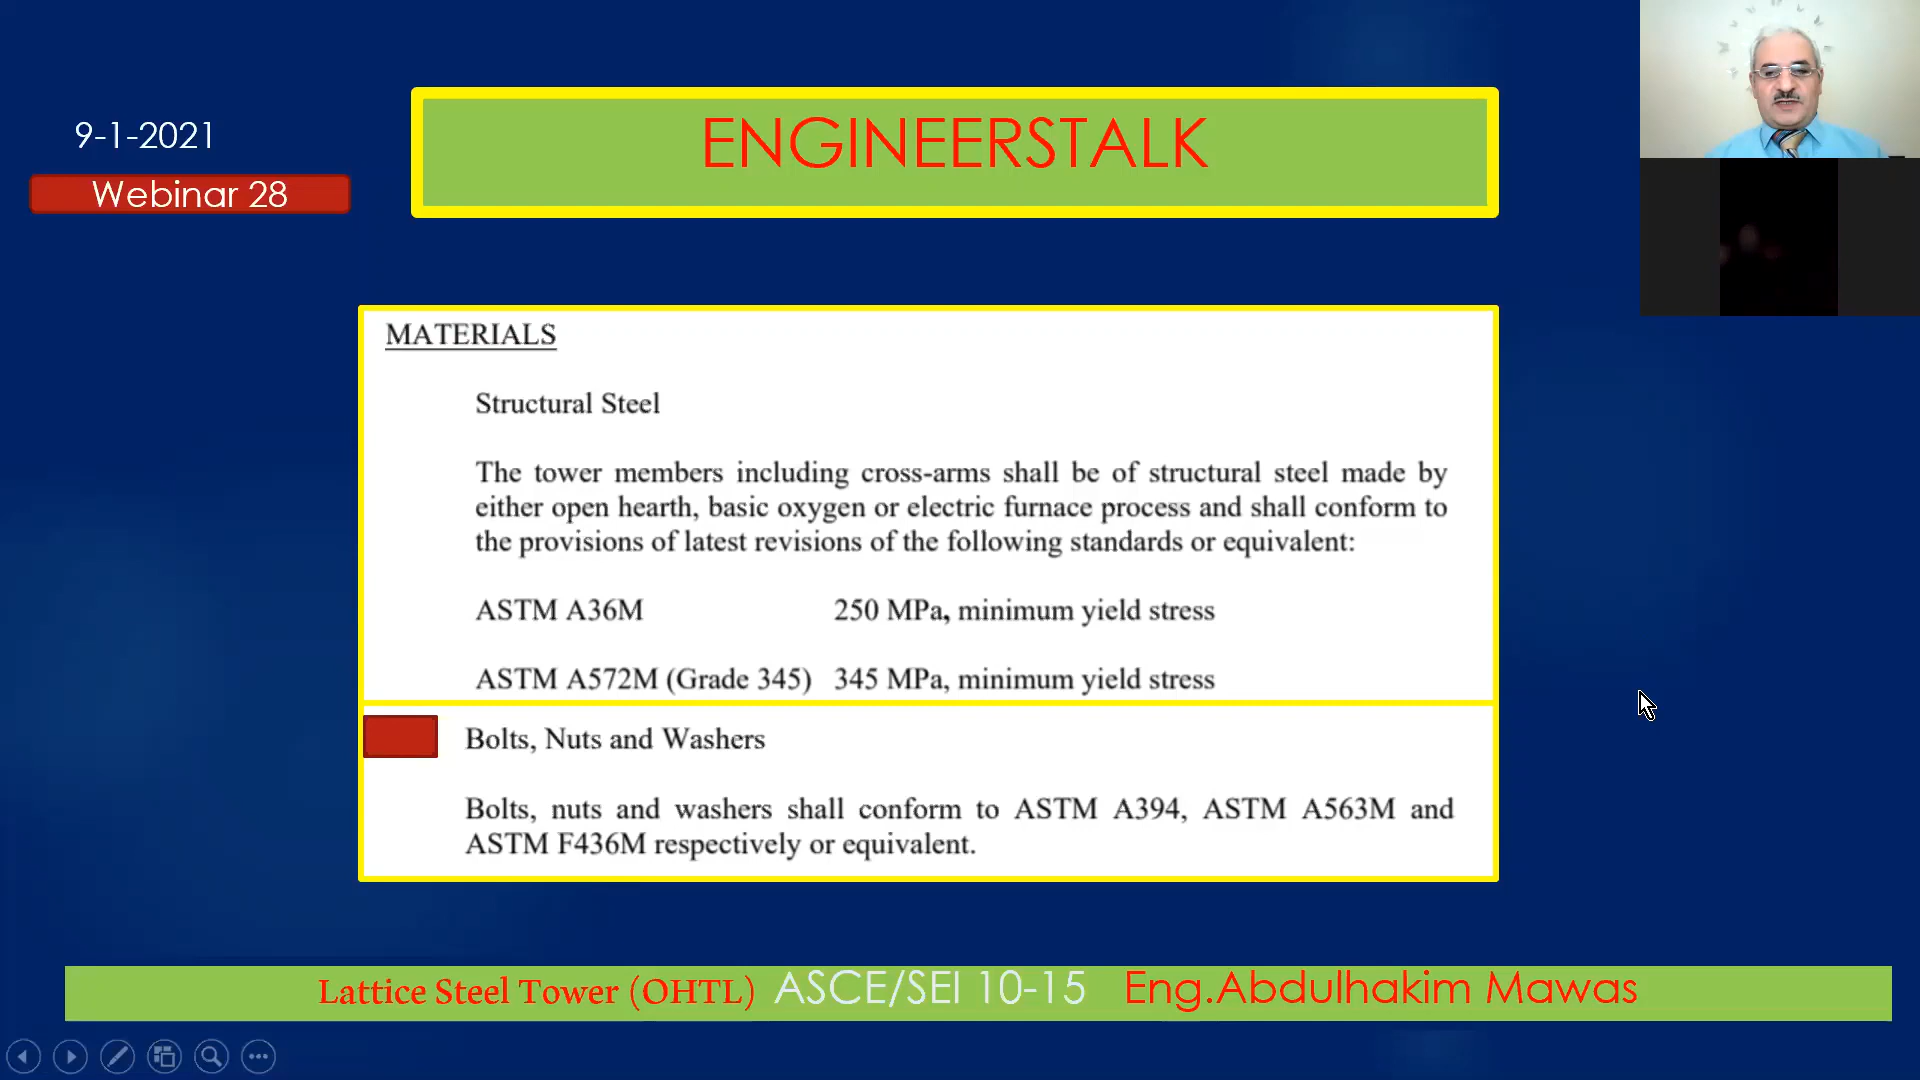 9-1-2021
Webinar 28
ENGINEERSTALK
MATERIALS
Structural Steel
The tower members including cross-arms shall be of structural steel made by
either open hearth, basic oxygen or electric furnace process and shall conform to
the provisions of latest revisions of the following standards or equivalent:
ASTM A36M 250 MPa, minimum yield stress
ASTM A572M (Grade 345) 345 MPa, minimum yield stress
Bolts, Nuts and Washers
Bolts, nuts and washers shall conform to ASTM A394, ASTM A563M and
ASTM F436M respectively or equivalent.
Lattice Steel Tower (OHTL) ASCE/SEI 10-15 Eng.Abdulhakim Mawas